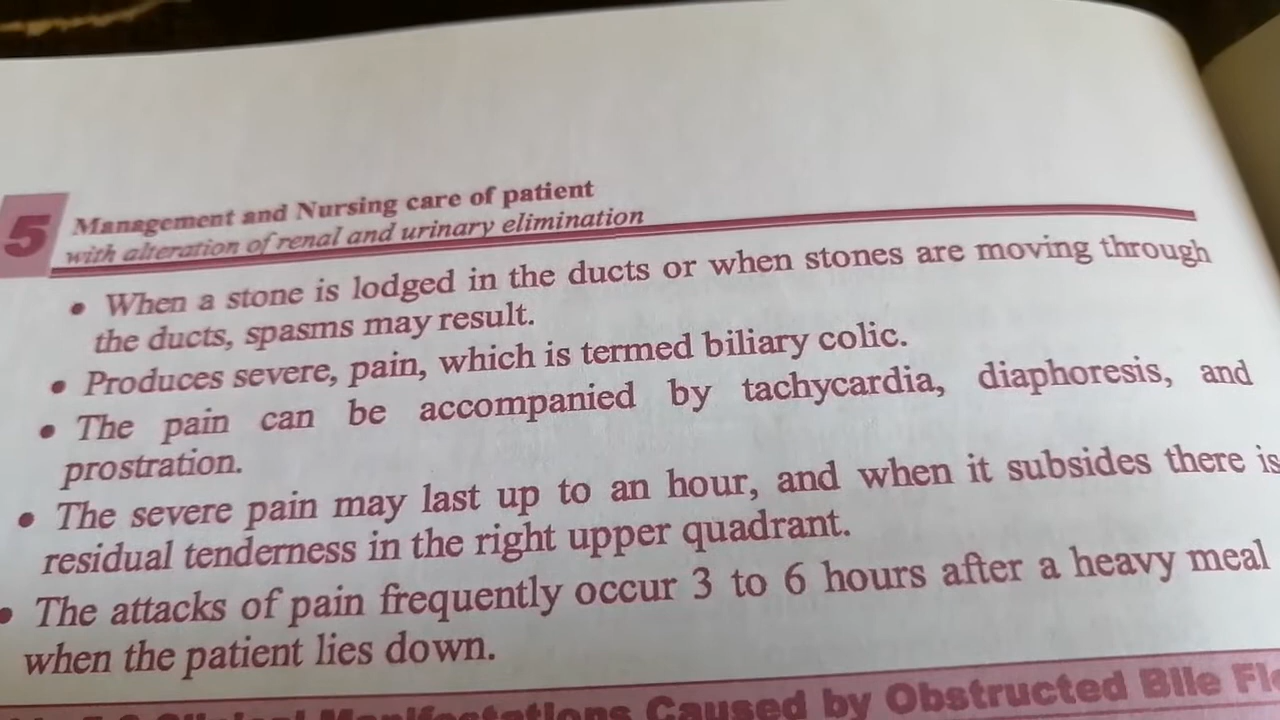 5
Management and Nursing care of patient
with alteration of renal and urinary elimination
• When a stone is lodged in the ducts or when stones are moving through
the ducts, spasms may result.
• Produces severe, pain, which is termed biliary colic.
• The pain can be accompanied by tachycardia, diaphoresis, and
prostration.
• The severe pain may last up to an hour, and when it subsides there is
residual tenderness in the right upper quadrant.
• The attacks of pain frequently occur 3 to 6 hours after a heavy meal
when the patient lies down.
Clinical Manifestations Caused by Obstructed Bile